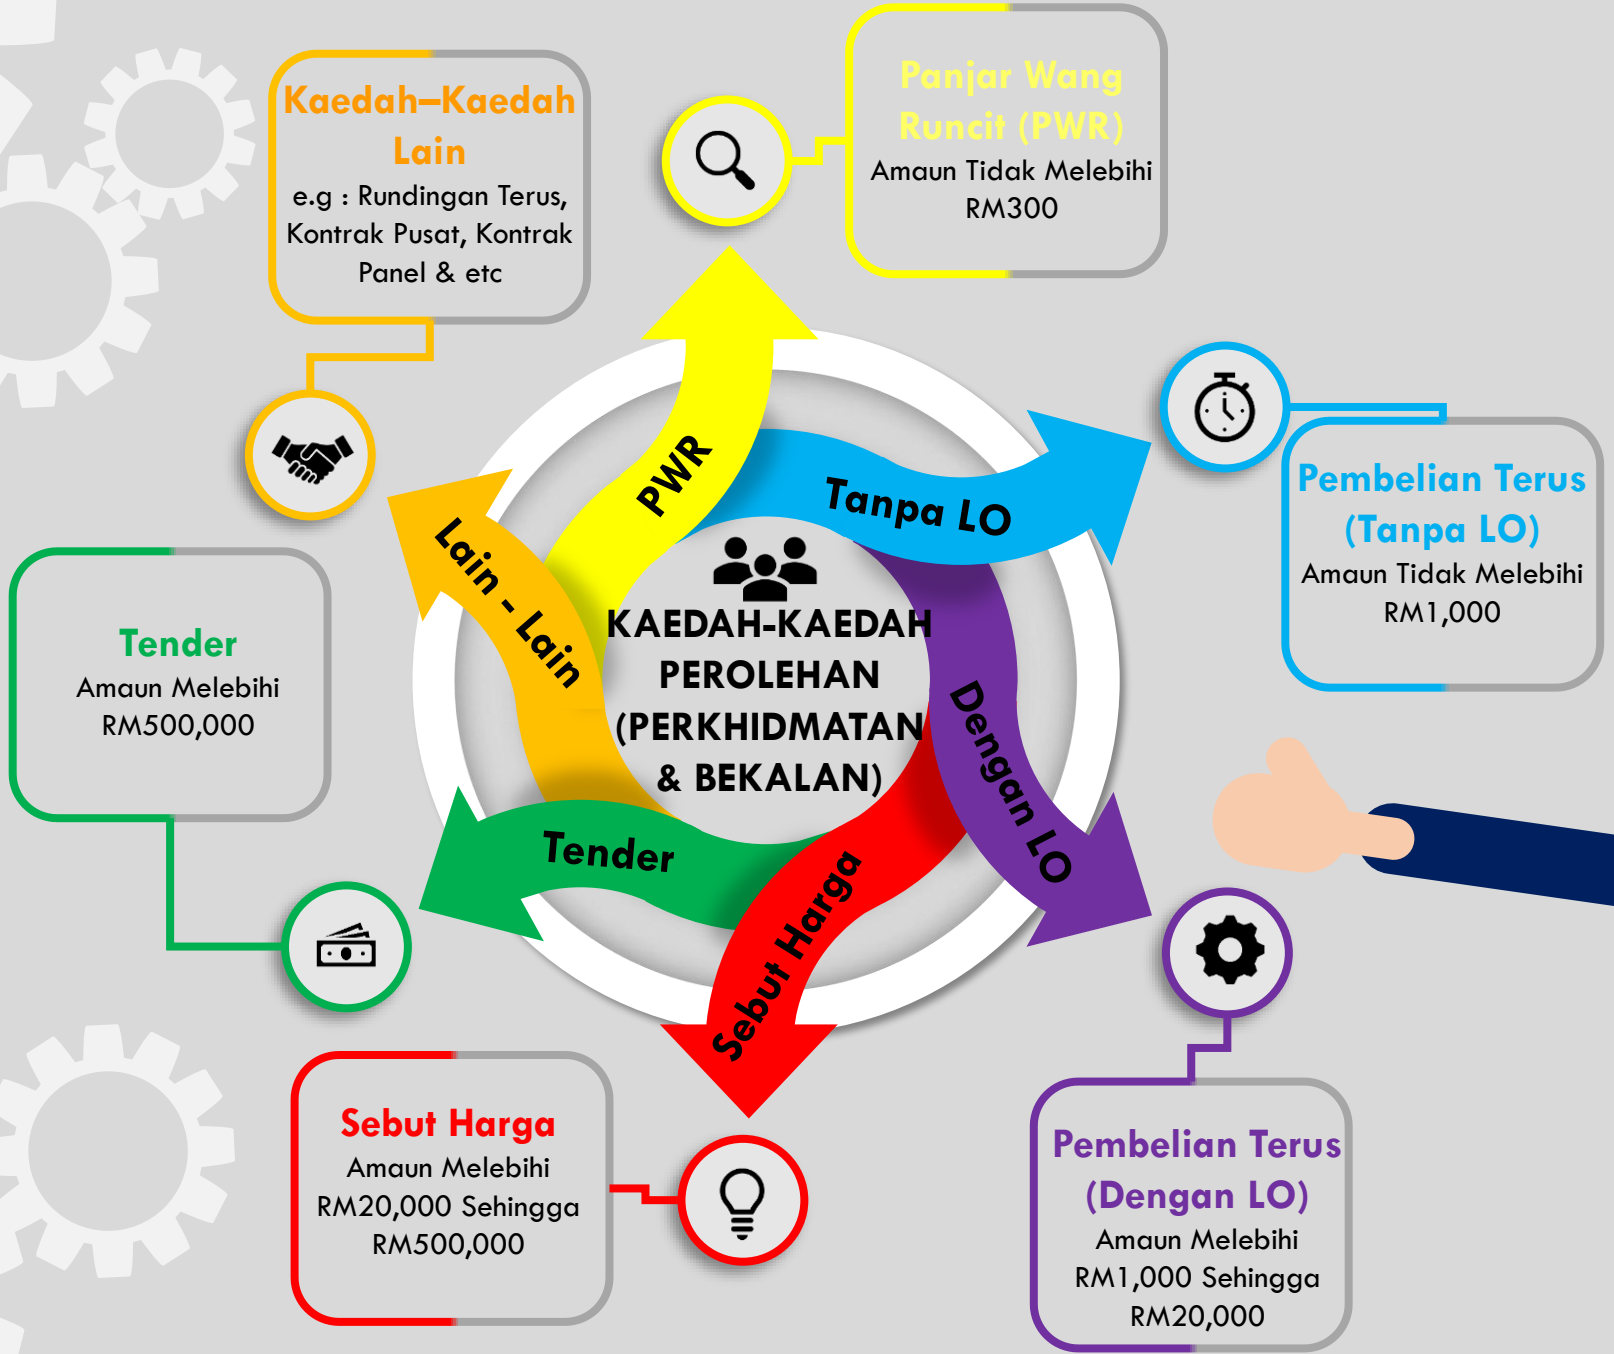 Kaedah–Kaedah
Lain
e.g : Rundingan Terus,
Kontrak Pusat, Kontrak
Panel & etc
Panjar Wang
Runcit (PWR)
Amaun Tidak Melebihi
RM300
Pembelian Terus
(Tanpa LO)
Amaun Tidak Melebihi
RM1,000
PWR
Tanpa LO
Lain - Lain
KAEDAH-KAEDAH
PEROLEHAN
(PERKHIDMATAN
& BEKALAN)
Dengan LO
Tender
Sebut Harga
Tender
Amaun Melebihi
RM500,000
Sebut Harga
Amaun Melebihi
RM20,000 Sehingga
RM500,000
Pembelian Terus
(Dengan LO)
Amaun Melebihi
RM1,000 Sehingga
RM20,000